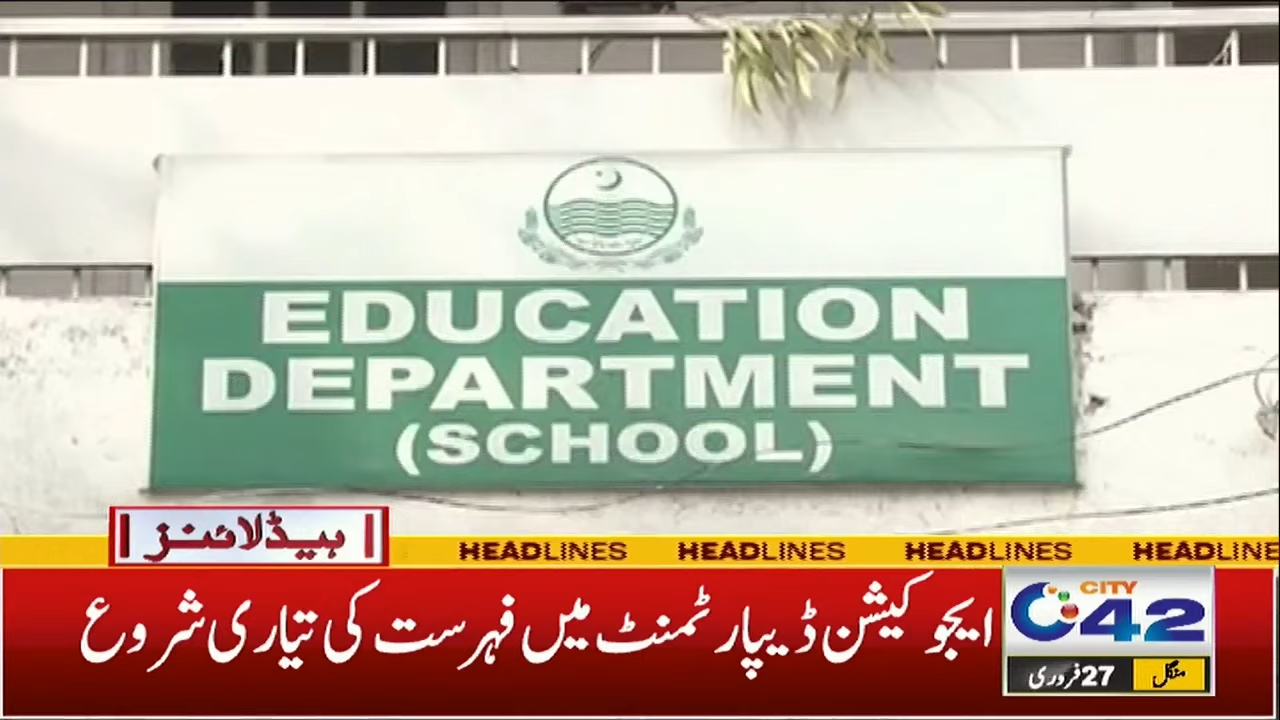 EDUCATION
DEPARTMENT
(SCHOOL)
ہیڈلائنز
HEADLINES HEADLINES HEADLINES HEADLINE
ایجوکیشن ڈیپارٹمنٹ میں فہرست کی تیاری شروع
CITY
42
منگل 27 فروری